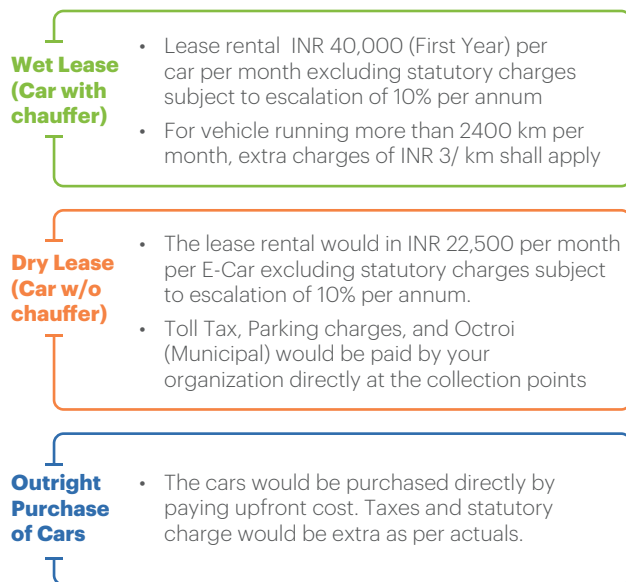 Wet Lease
(Car with
chauffer)
• Lease rental INR 40,000 (First Year) per
car per month excluding statutory charges
subject to escalation of 10% per annum
• For vehicle running more than 2400 km per
month, extra charges of INR 3/ km shall apply
Dry Lease
(Car w/o
chauffer)
• The lease rental would in INR 22,500 per month
per E-Car excluding statutory charges subject
to escalation of 10% per annum.
• Toll Tax, Parking charges, and Octroi
(Municipal) would be paid by your
organization directly at the collection points
Outright
Purchase
of Cars
• The cars would be purchased directly by
paying upfront cost. Taxes and statutory
charge would be extra as per actuals.